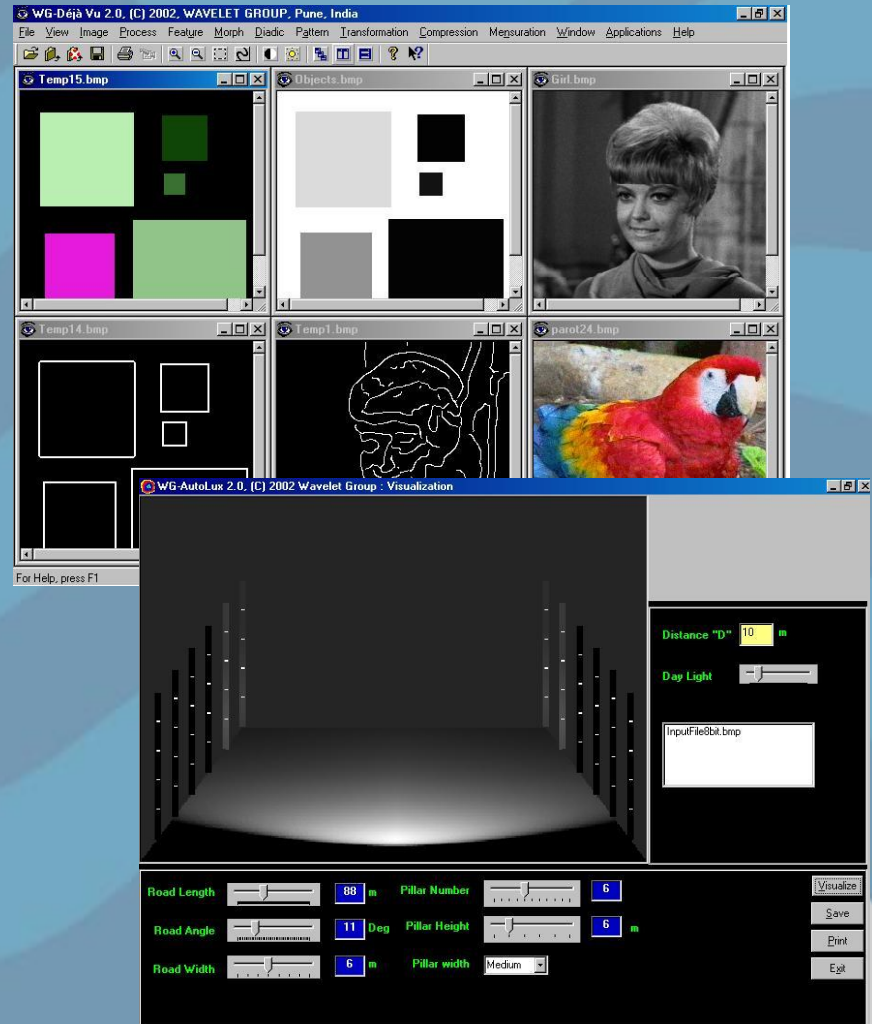 WG-Déjà Vu 2.0, (C) 2002, WAVELET GROUP, Pune, India
File View Image Process Feature Morph Diadic Pattern Transformation Compression Mensuration Window Applications Help
Temp15.bmp
Objects.bmp
Girl.bmp
Temp14.bmp
Temp1.bmp
parot24.bmp
For Help, press F1
WG-AutoLux 2.0, (C) 2002 Wavelet Group : Visualization
Distance "D" 10 m
Day Light
InputFile8bit.bmp
Road Length 88 m Pillar Number 6
Road Angle 11 Deg Pillar Height 6 m
Road Width 6 m Pillar width Medium
Visualize
Save
Print
Exit